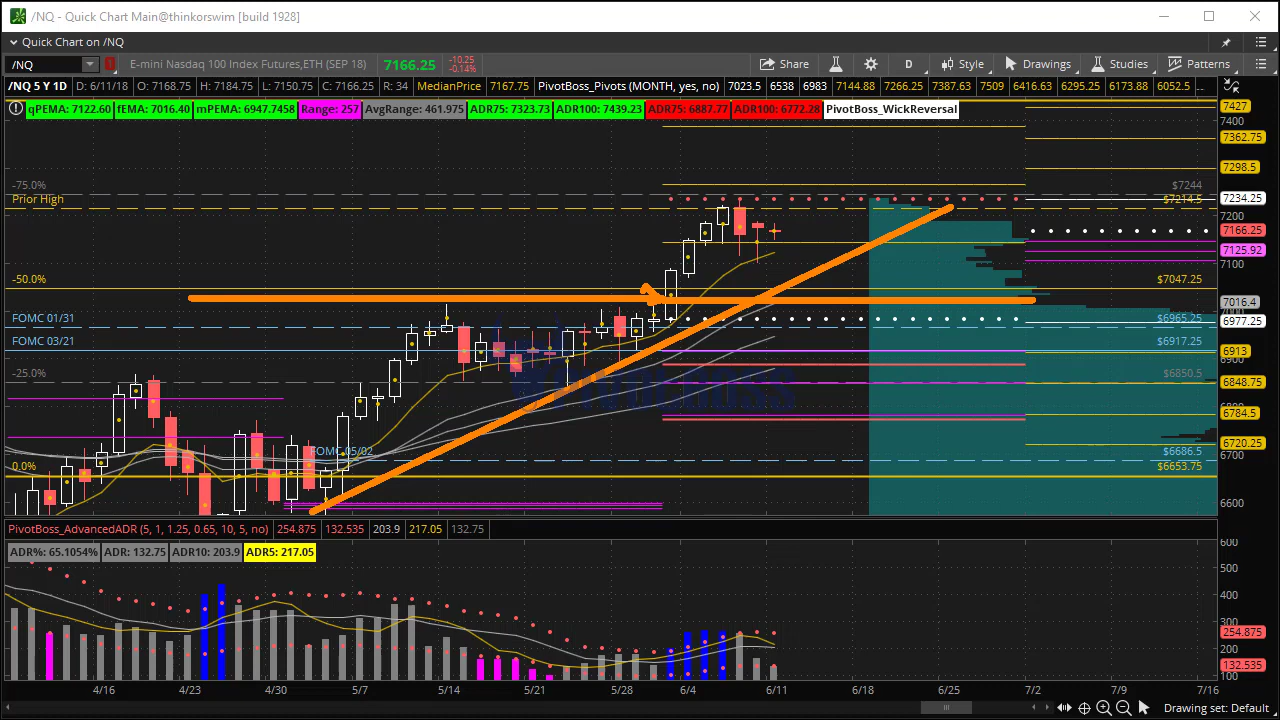 /NQ - Quick Chart Main@thinkorswim [build 1928]
Quick Chart on /NQ
/NQ E-mini Nasdaq 100 Index Futures,ETH (SEP 18) 7166.25 -10.25 -0.14% Share D Style Drawings Studies Patterns
/NQ 5 Y 1D D: 6/11/18 O: 7168.75 H: 7184.75 L: 7150.75 C: 7166.25 R: 34 MedianPrice 7167.75 PivotBoss_Pivots (MONTH, yes, no) 7023.5 6538 6983 7144.88 7266.25 7387.63 7509 6416.63 6295.25 6173.88 6052.5 ...
qPEMA: 7122.60 fEMA: 7016.40 mPEMA: 6947.7458 Range: 257 AvgRange: 461.975 ADR75: 7323.73 ADR100: 7439.23 ADR75: 6887.77 ADR100: 6772.28 PivotBoss_WickReversal
7427
7400
7362.75
7298.5
-75.0% $7244
Prior High $7214.5 7234.25
7200
7166.25
7125.92
7100
-50.0% $7047.25
7016.4
FOMC 01/31 $6965.25 6977.25
FOMC 03/21 $6917.25
6913
6900
-25.0% $6850.5 6848.75
6800
6784.5
6720.25
FOMC 05/02 $6686.5 6700
0.0% $6653.75
6600
PivotBoss_AdvancedADR (5, 1, 1.25, 0.65, 10, 5, no) 254.875 132.535 203.9 217.05 132.75
ADR%: 65.1054% ADR: 132.75 ADR10: 203.9 ADR5: 217.05
600
500
400
300
254.875
200
132.535
100
4/16 4/23 4/30 5/7 5/14 5/21 5/28 6/4 6/11 6/18 6/25 7/2 7/9 7/16
Drawing set: Default